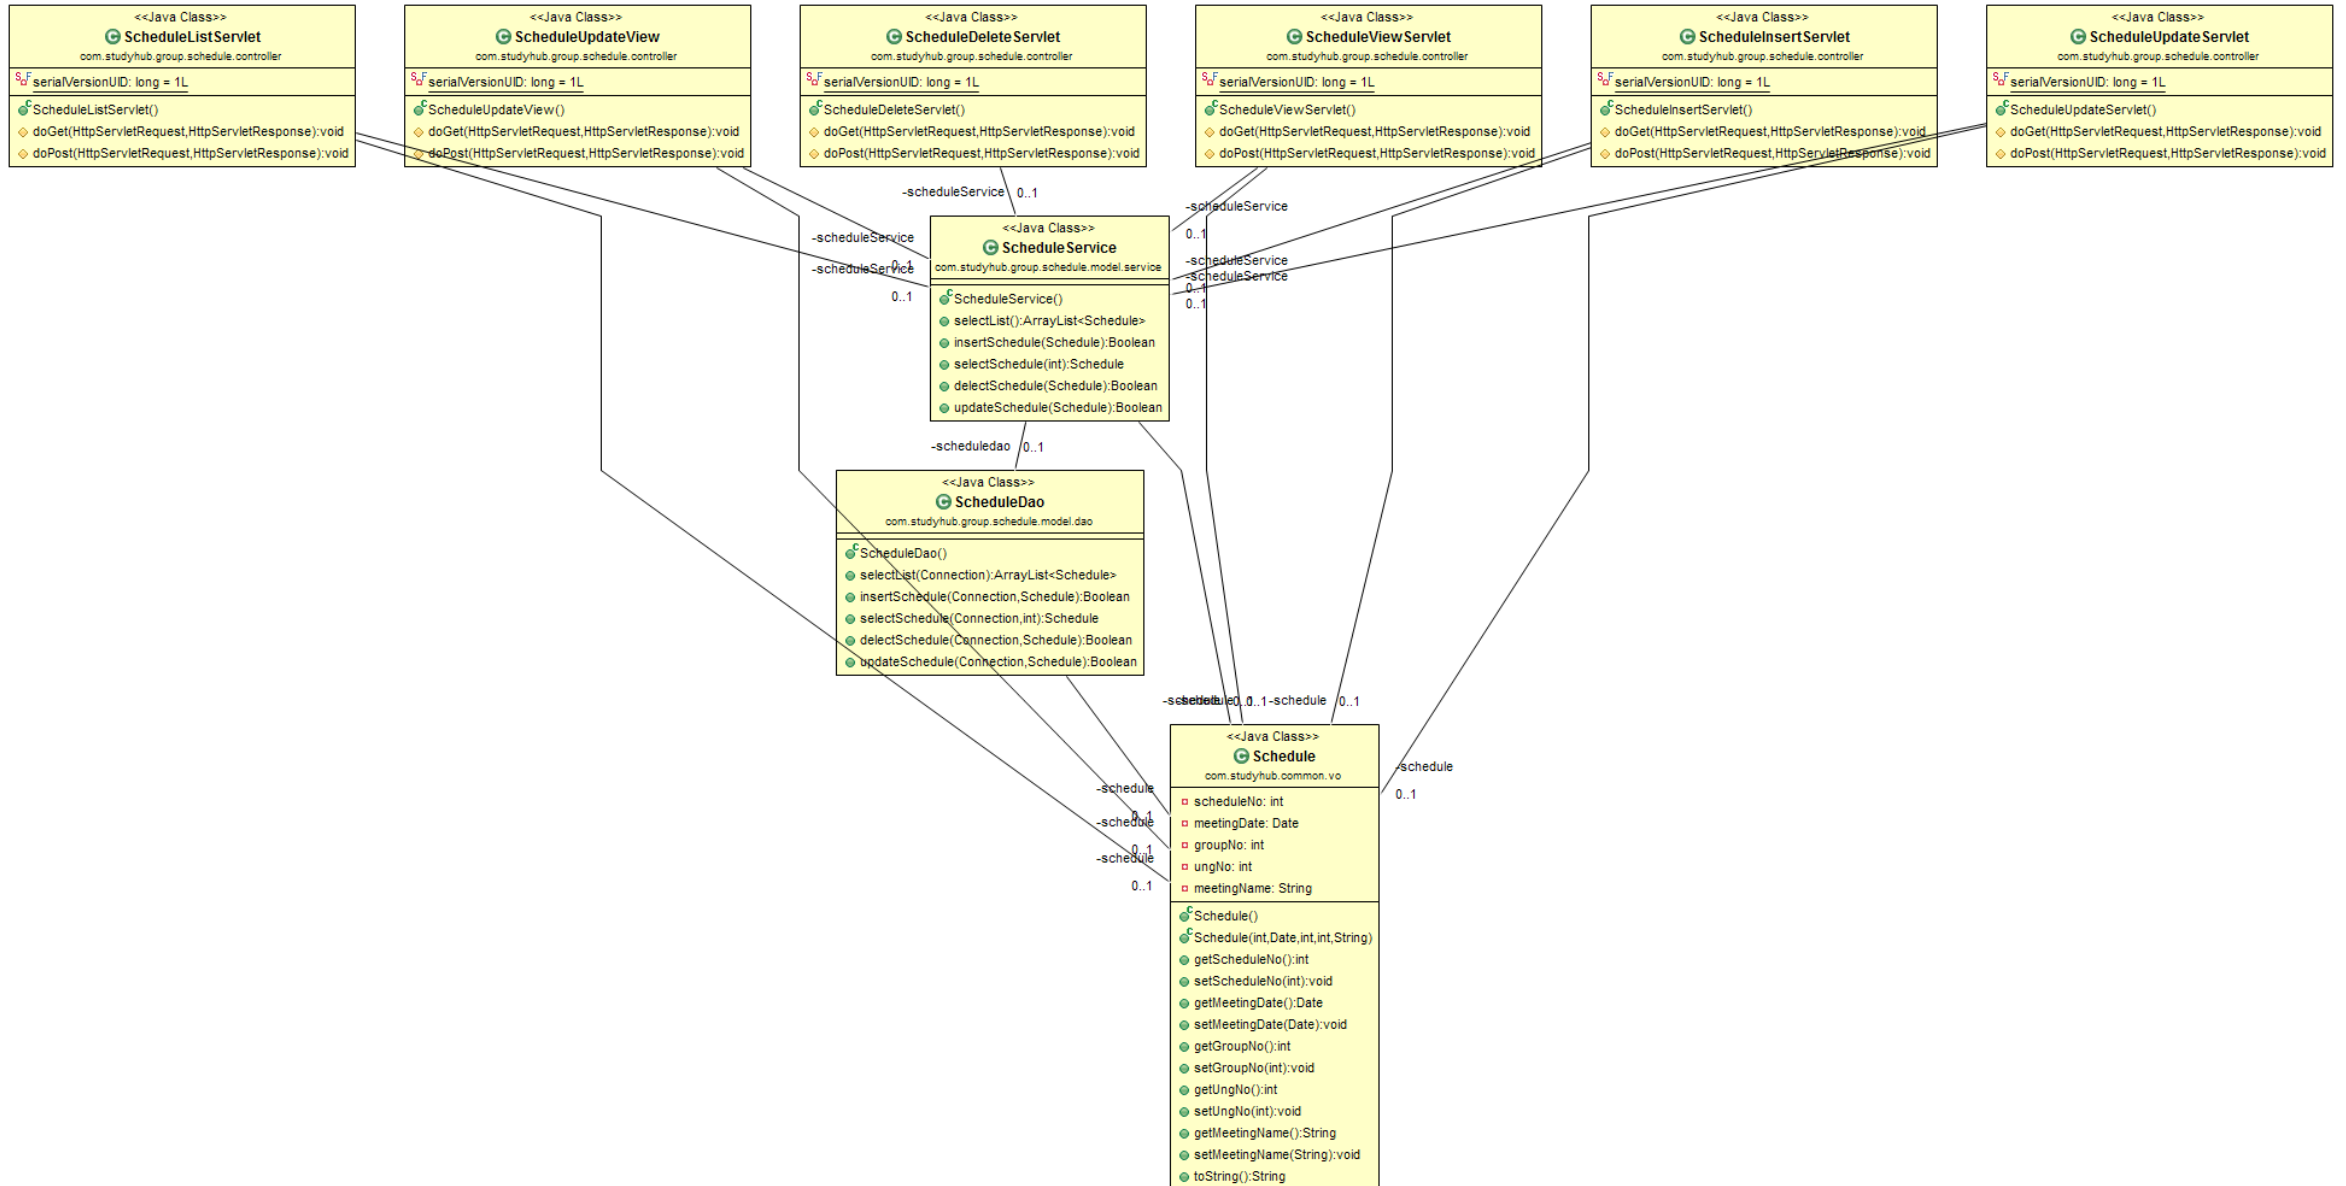 <<Java Class>>
ScheduleListServlet
com.studyhub.group.schedule.controller
serialVersionUID: long = 1L
ScheduleListServlet()
doGet(HttpServletRequest,HttpServletResponse):void
doPost(HttpServletRequest,HttpServletResponse):void
<<Java Class>>
ScheduleUpdateView
com.studyhub.group.schedule.controller
serialVersionUID: long = 1L
ScheduleUpdateView()
doGet(HttpServletRequest,HttpServletResponse):void
doPost(HttpServletRequest,HttpServletResponse):void
<<Java Class>>
ScheduleDeleteServlet
com.studyhub.group.schedule.controller
serialVersionUID: long = 1L
ScheduleDeleteServlet()
doGet(HttpServletRequest,HttpServletResponse):void
doPost(HttpServletRequest,HttpServletResponse):void
<<Java Class>>
ScheduleViewServlet
com.studyhub.group.schedule.controller
serialVersionUID: long = 1L
ScheduleViewServlet()
doGet(HttpServletRequest,HttpServletResponse):void
doPost(HttpServletRequest,HttpServletResponse):void
<<Java Class>>
ScheduleInsertServlet
com.studyhub.group.schedule.controller
serialVersionUID: long = 1L
ScheduleInsertServlet()
doGet(HttpServletRequest,HttpServletResponse):void
doPost(HttpServletRequest,HttpServletResponse):void
<<Java Class>>
ScheduleUpdateServlet
com.studyhub.group.schedule.controller
serialVersionUID: long = 1L
ScheduleUpdateServlet()
doGet(HttpServletRequest,HttpServletResponse):void
doPost(HttpServletRequest,HttpServletResponse):void
-scheduleService 0..1
-scheduleService
0..1
-scheduleService
0..1
-scheduleService
0..1
-scheduleService
0..1
-scheduleService
0..1
<<Java Class>>
ScheduleService
com.studyhub.group.schedule.model.service
ScheduleService()
selectList():ArrayList<Schedule>
insertSchedule(Schedule):Boolean
selectSchedule(int):Schedule
delectSchedule(Schedule):Boolean
updateSchedule(Schedule):Boolean
-scheduledao 0..1
<<Java Class>>
ScheduleDao
com.studyhub.group.schedule.model.dao
ScheduleDao()
selectList(Connection):ArrayList<Schedule>
insertSchedule(Connection,Schedule):Boolean
selectSchedule(Connection,int):Schedule
delectSchedule(Connection,Schedule):Boolean
updateSchedule(Connection,Schedule):Boolean
-schedule 0..1
-schedule 0..1
-schedule 0..1
-schedule
0..1
-schedule
0..1
-schedule
0..1
-schedule
0..1
<<Java Class>>
Schedule
com.studyhub.common.vo
scheduleNo: int
meetingDate: Date
groupNo: int
ungNo: int
meetingName: String
Schedule()
Schedule(int,Date,int,int,String)
getScheduleNo():int
setScheduleNo(int):void
getMeetingDate():Date
setMeetingDate(Date):void
getGroupNo():int
setGroupNo(int):void
getUngNo():int
setUngNo(int):void
getMeetingName():String
setMeetingName(String):void
toString():String